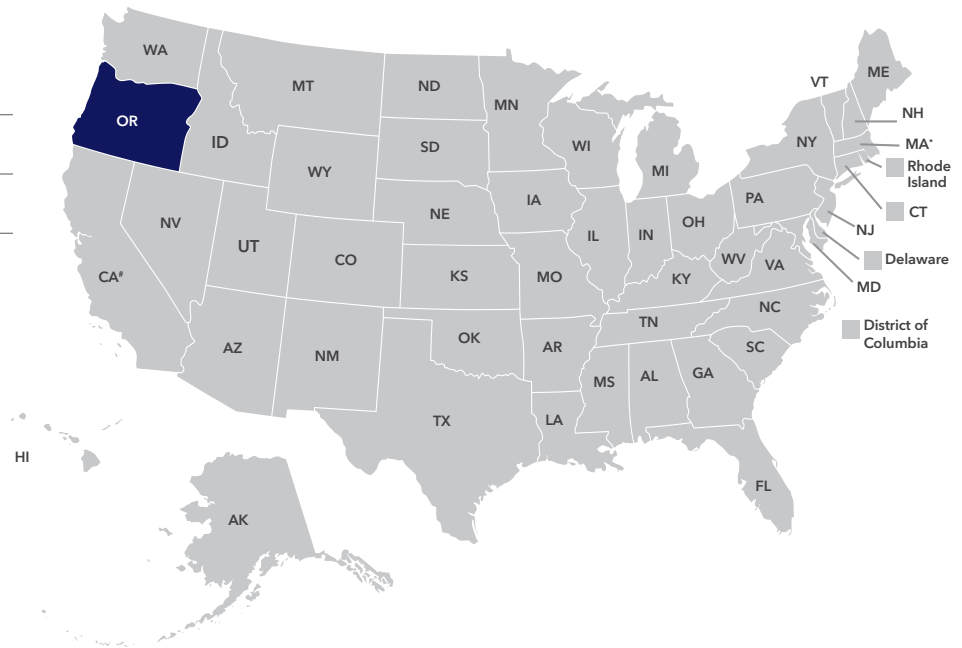 WA
MT
ND
MN
VT
ME
NH
OR
ID
SD
WI
NY
MA*
WY
MI
Rhode
Island
NE
IA
PA
CT
NV
UT
CO
IL
IN
OH
NJ
CA#
KS
MO
WV
VA
KY
Delaware
MD
AZ
NM
OK
AR
TN
NC
District of
Columbia
SC
MS
AL
GA
TX
LA
HI
FL
AK